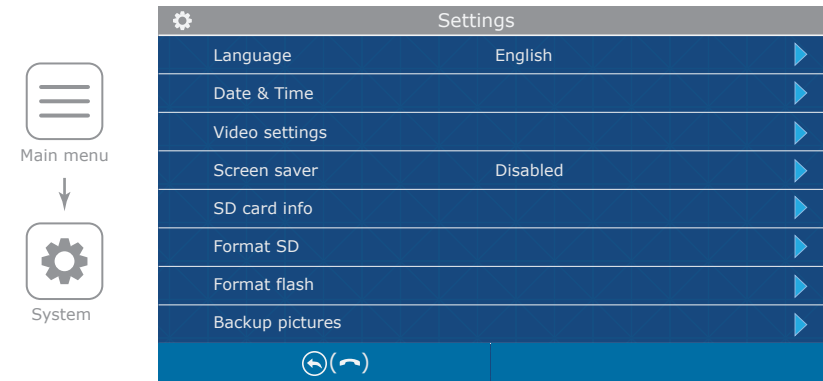 Settings
Language English
Date & Time
Video settings
Screen saver Disabled
SD card info
Format SD
Format flash
Backup pictures
( )
Main menu
System